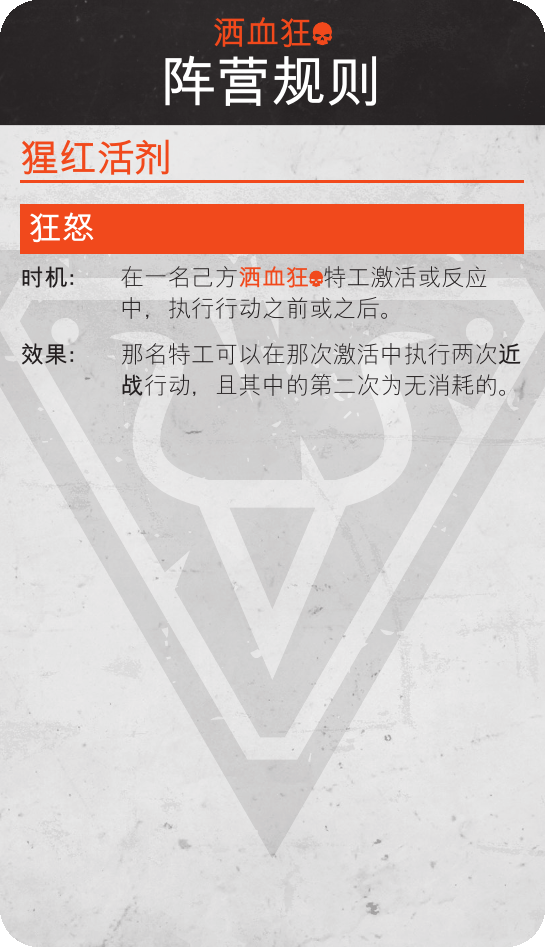 洒血狂
阵营规则
猩红活剂
狂怒
时机: 在一名己方洒血狂特工激活或反应
中，执行行动之前或之后。
效果: 那名特工可以在那次激活中执行两次近
战行动，且其中的第二次为无消耗的。